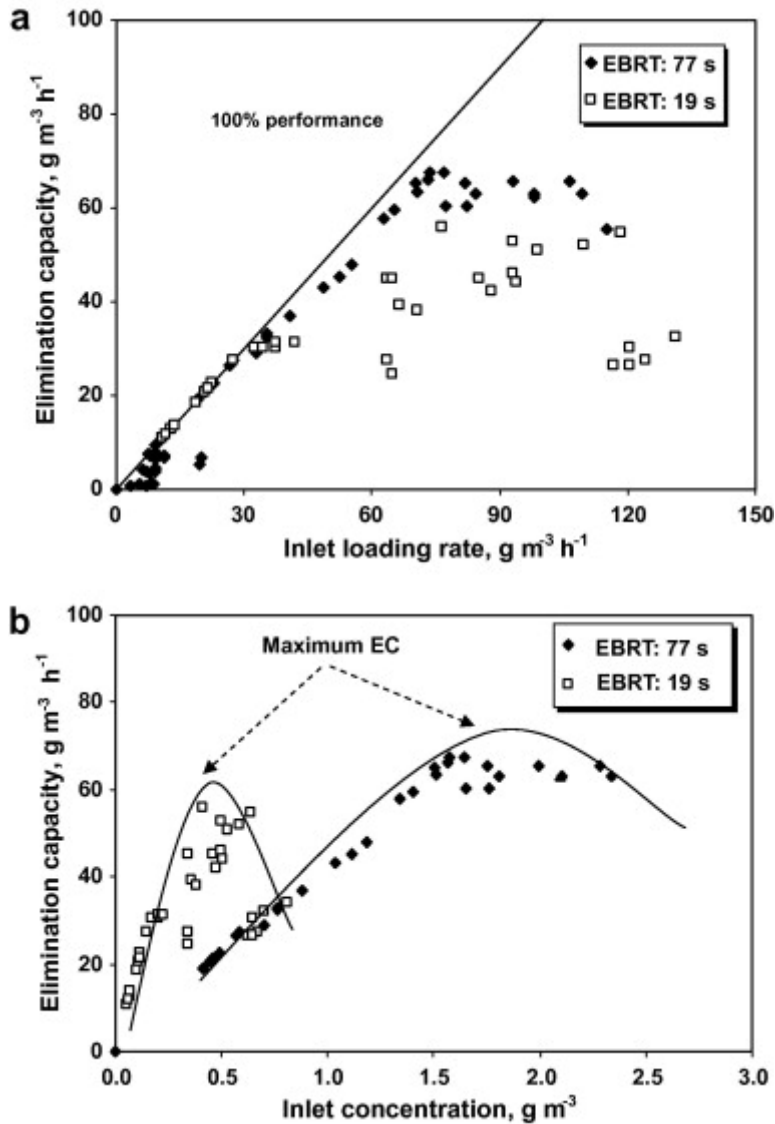 a
100
80
60
40
20
0
Elimination capacity, g m⁻³ h⁻¹
EBRT: 77 s
EBRT: 19 s
100% performance
0 30 60 90 120 150
Inlet loading rate, g m⁻³ h⁻¹
b
100
80
60
40
20
0
Elimination capacity, g m⁻³ h⁻¹
Maximum EC
EBRT: 77 s
EBRT: 19 s
0.0 0.5 1.0 1.5 2.0 2.5 3.0
Inlet concentration, g m⁻³